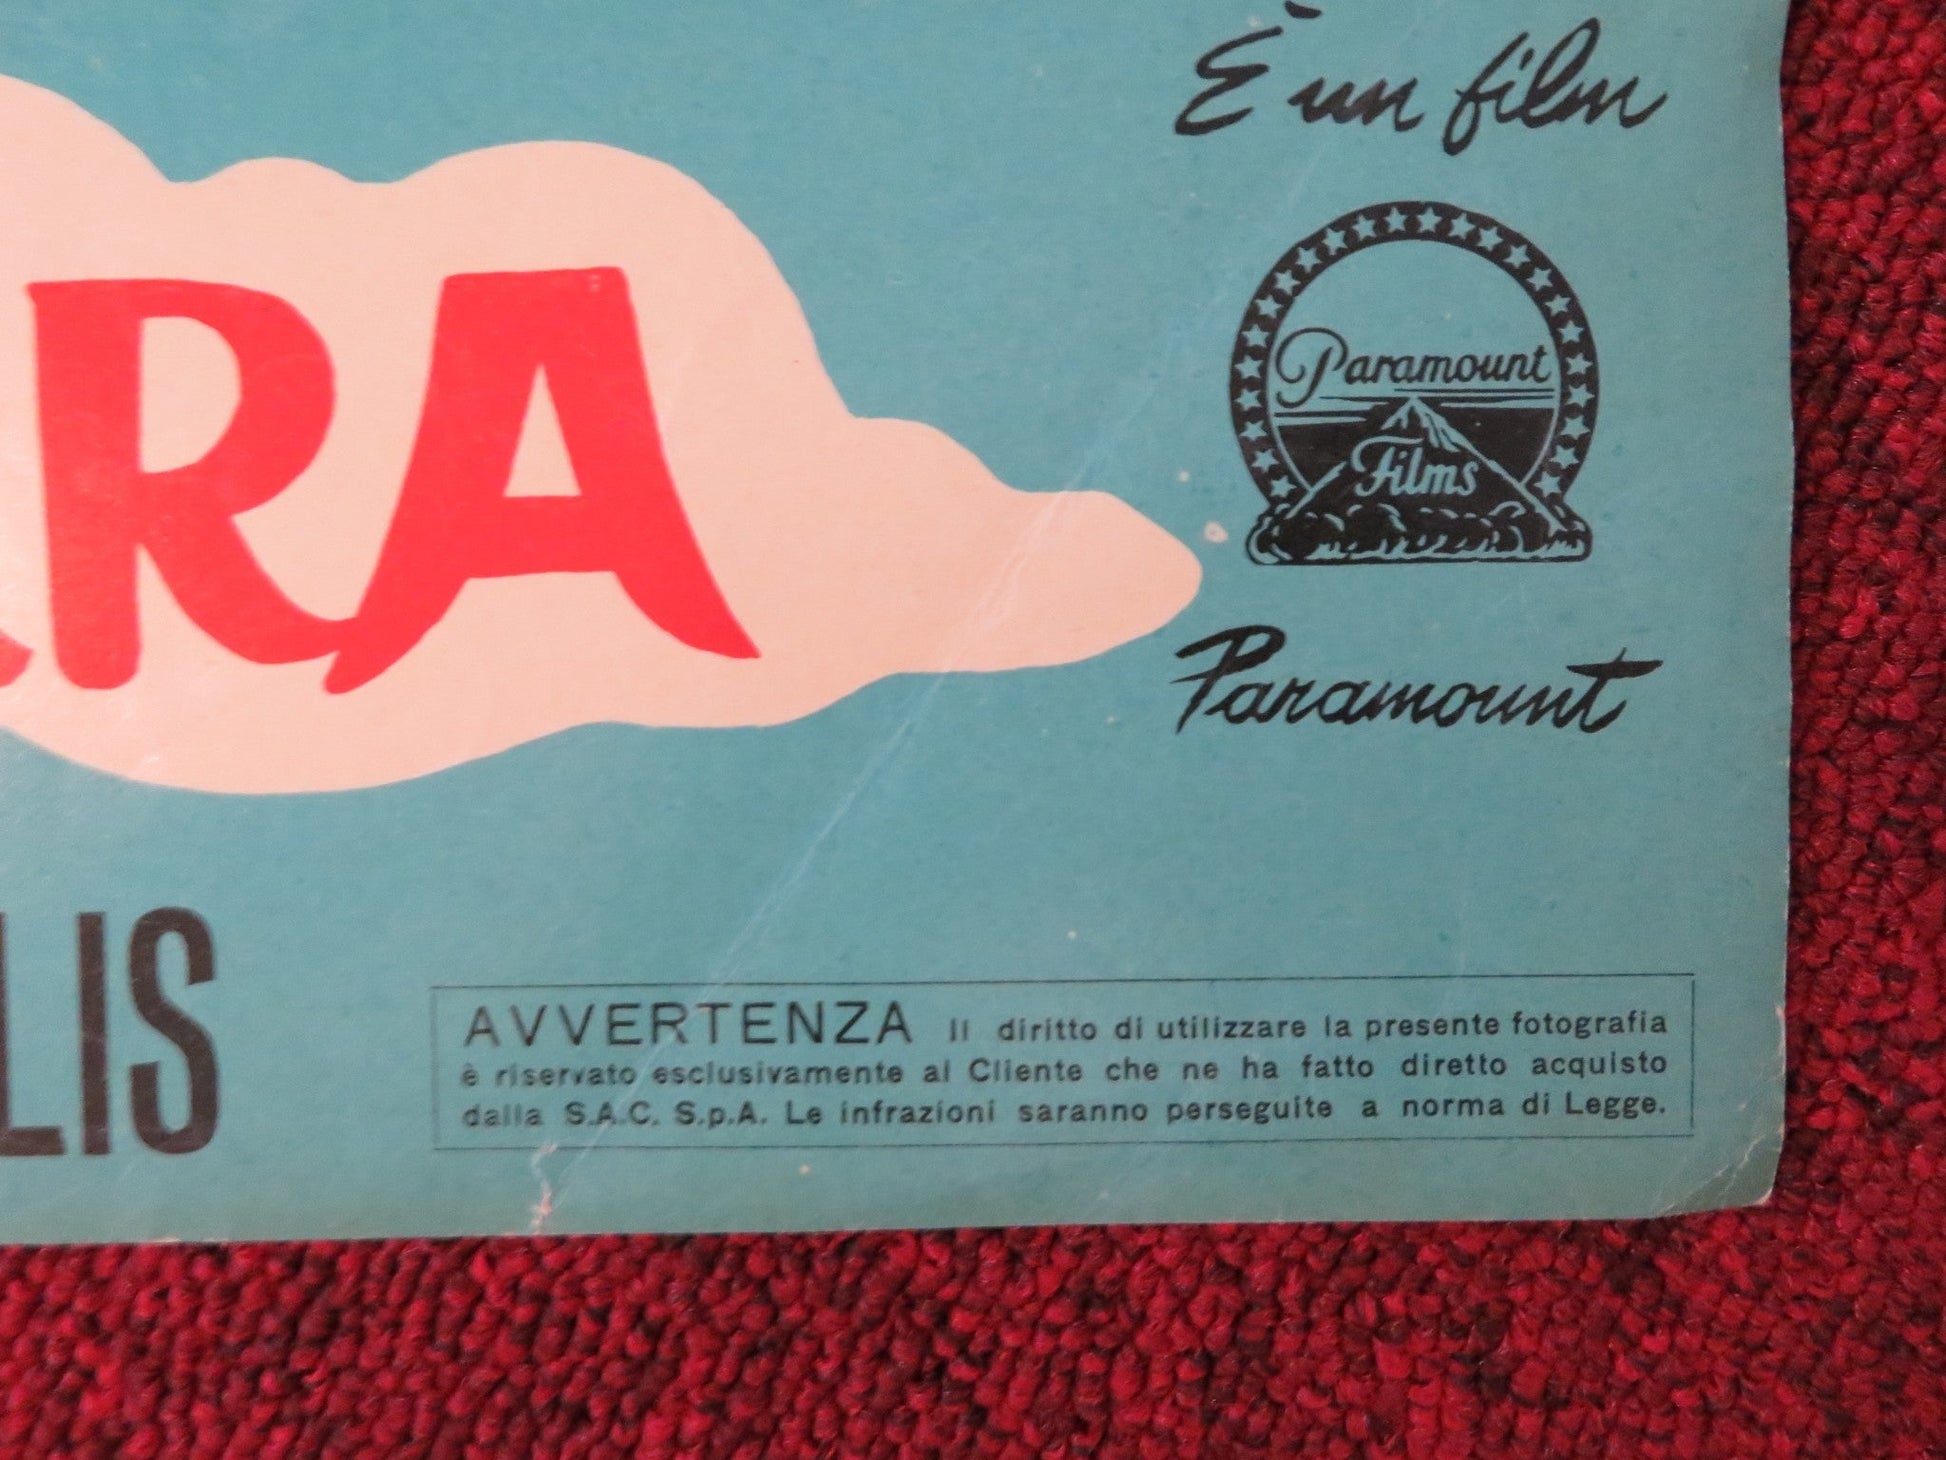 È un film
Paramount
Films
RA
Paramount
LIS
AVVERTENZA Il diritto di utilizzare la presente fotografia
è riservato esclusivamente al Cliente che ne ha fatto diretto acquisto
dalla S.A.C. S.p.A. Le infrazioni saranno perseguite a norma di Legge.